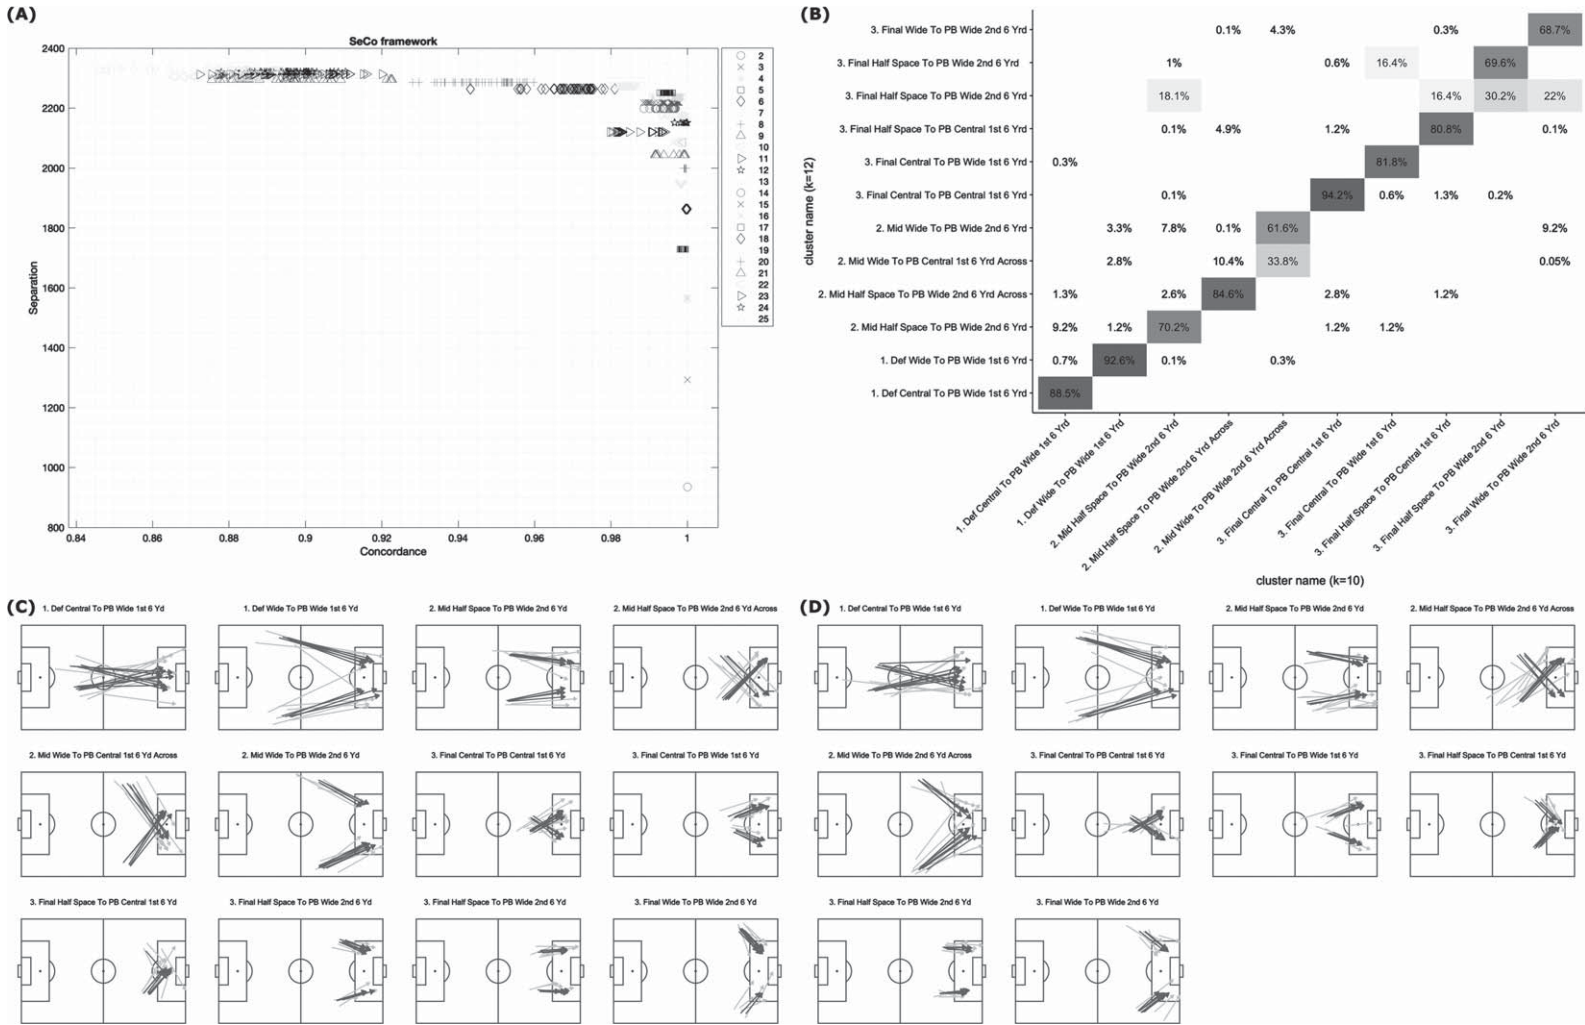 (A)
SeCo framework
2400
2200
2000
1800
1600
1400
1200
1000
800
Separation
0.84
0.86
0.88
0.9
0.92
0.94
0.96
0.98
1
Concordance
2
3
4
5
6
7
8
9
10
11
12
13
14
15
16
17
18
19
20
21
22
23
24
25
(B)
cluster name (k=12)
3. Final Wide To PB Wide 2nd 6 Yrd 0.1% 4.3% 0.3% 68.7%
3. Final Half Space To PB Wide 2nd 6 Yrd 1% 0.6% 16.4% 69.6%
3. Final Half Space To PB Wide 2nd 6 Yrd 18.1% 16.4% 30.2% 22%
3. Final Half Space To PB Central 1st 6 Yrd 0.1% 4.9% 1.2% 80.8% 0.1%
3. Final Central To PB Wide 1st 6 Yrd 0.3% 81.8%
3. Final Central To PB Central 1st 6 Yrd 0.1% 94.2% 0.6% 1.3% 0.2%
2. Mid Wide To PB Wide 2nd 6 Yrd 3.3% 7.8% 0.1% 61.6% 9.2%
2. Mid Wide To PB Central 1st 6 Yrd Across 2.8% 10.4% 33.8% 0.05%
2. Mid Half Space To PB Wide 2nd 6 Yrd Across 1.3% 2.6% 84.6% 2.8% 1.2%
2. Mid Half Space To PB Wide 2nd 6 Yrd 9.2% 1.2% 70.2% 1.2% 1.2%
1. Def Wide To PB Wide 1st 6 Yrd 0.7% 92.6% 0.1% 0.3%
1. Def Central To PB Wide 1st 6 Yrd 88.5%
1. Def Central To PB Wide 1st 6 Yrd
1. Def Wide To PB Wide 1st 6 Yrd
2. Mid Half Space To PB Wide 2nd 6 Yrd
2. Mid Half Space To PB Wide 2nd 6 Yrd Across
2. Mid Wide To PB Wide 2nd 6 Yrd Across
3. Final Central To PB Central 1st 6 Yrd
3. Final Central To PB Wide 1st 6 Yrd
3. Final Half Space To PB Central 1st 6 Yrd
3. Final Half Space To PB Wide 2nd 6 Yrd
3. Final Wide To PB Wide 2nd 6 Yrd
cluster name (k=10)
(C)
1. Def Central To PB Wide 1st 6 Yd
1. Def Wide To PB Wide 1st 6 Yd
2. Mid Half Space To PB Wide 2nd 6 Yd
2. Mid Half Space To PB Wide 2nd 6 Yd Across
2. Mid Wide To PB Central 1st 6 Yd Across
2. Mid Wide To PB Wide 2nd 6 Yd
3. Final Central To PB Central 1st 6 Yd
3. Final Central To PB Wide 1st 6 Yd
3. Final Half Space To PB Central 1st 6 Yd
3. Final Half Space To PB Wide 2nd 6 Yd
3. Final Half Space To PB Wide 2nd 6 Yd
3. Final Wide To PB Wide 2nd 6 Yd
(D)
1. Def Central To PB Wide 1st 6 Yd
1. Def Wide To PB Wide 1st 6 Yd
2. Mid Half Space To PB Wide 2nd 6 Yd
2. Mid Half Space To PB Wide 2nd 6 Yd Across
2. Mid Wide To PB Wide 2nd 6 Yd Across
3. Final Central To PB Central 1st 6 Yd
3. Final Central To PB Wide 1st 6 Yd
3. Final Half Space To PB Central 1st 6 Yd
3. Final Half Space To PB Wide 2nd 6 Yd
3. Final Wide To PB Wide 2nd 6 Yd